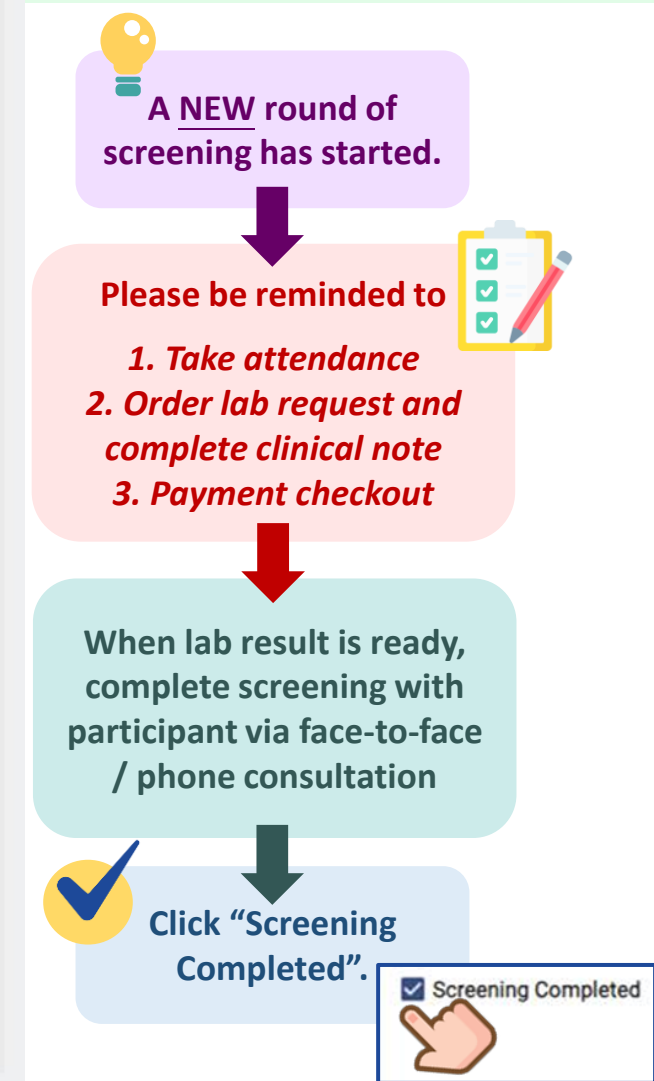 A NEW round of
screening has started.
Please be reminded to
1. Take attendance
2. Order lab request and
complete clinical note
3. Payment checkout
When lab result is ready,
complete screening with
participant via face-to-face
/ phone consultation
Click “Screening
Completed”.
Screening Completed